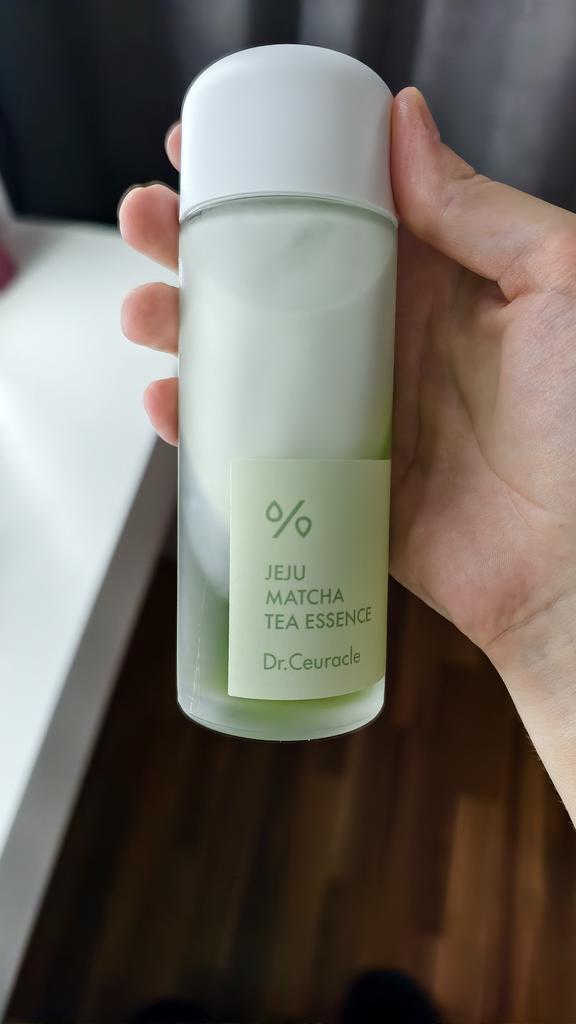 %
JEJU
MATCHA
TEA ESSENCE
Dr.Ceuracle